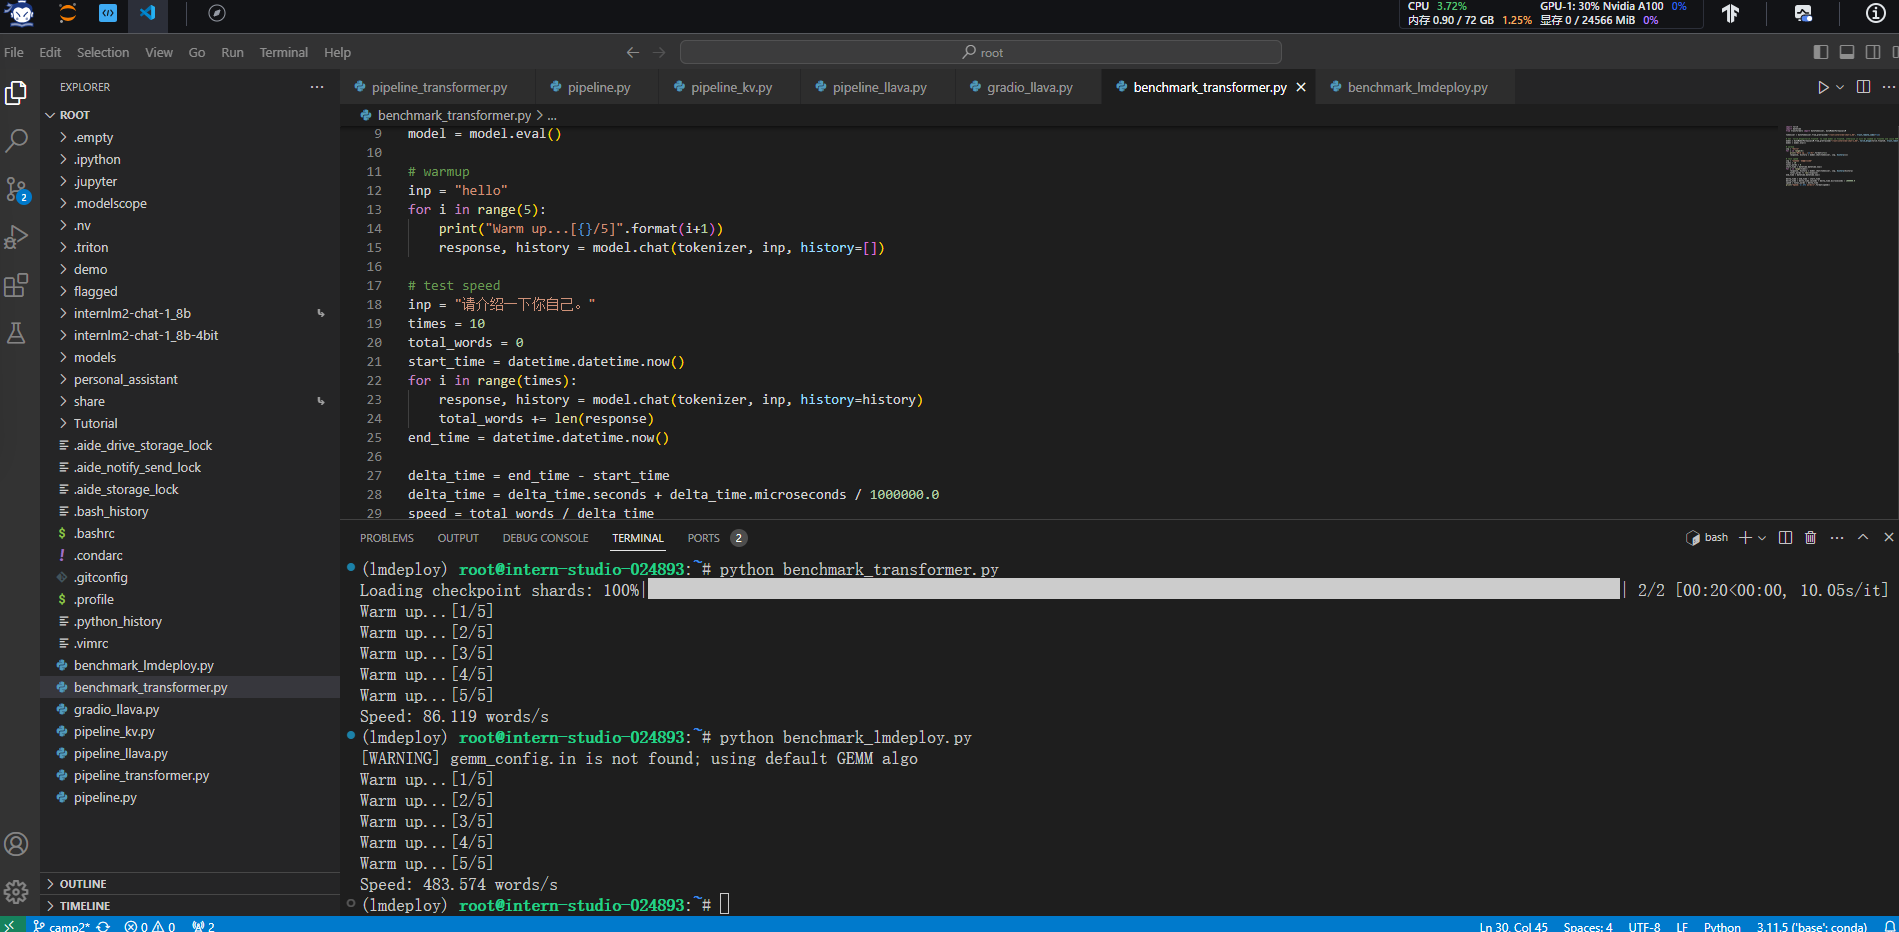 CPU 3.72% GPU-1: 30% Nvidia A100 0%
内存 0.90 / 72 GB 1.25% 显存 0 / 24566 MiB 0%
File Edit Selection View Go Run Terminal Help
root
EXPLORER
ROOT
.empty
.ipython
.jupyter
.modelscope
.nv
.triton
demo
flagged
internlm2-chat-1_8b
internlm2-chat-1_8b-4bit
models
personal_assistant
share
Tutorial
.aide_drive_storage_lock
.aide_notify_send_lock
.aide_storage_lock
.bash_history
.bashrc
.condarc
.gitconfig
.profile
.python_history
.vimrc
benchmark_lmdeploy.py
benchmark_transformer.py
gradio_llava.py
pipeline_kv.py
pipeline_llava.py
pipeline_transformer.py
pipeline.py
OUTLINE
TIMELINE
2
pipeline_transformer.py pipeline.py pipeline_kv.py pipeline_llava.py gradio_llava.py benchmark_transformer.py benchmark_lmdeploy.py
benchmark_transformer.py > ...
9 model = model.eval()
10
11 # warmup
12 inp = "hello"
13 for i in range(5):
14 print("Warm up...[{}/5]".format(i+1))
15 response, history = model.chat(tokenizer, inp, history=[])
16
17 # test speed
18 inp = "请介绍一下你自己。"
19 times = 10
20 total_words = 0
21 start_time = datetime.datetime.now()
22 for i in range(times):
23 response, history = model.chat(tokenizer, inp, history=history)
24 total_words += len(response)
25 end_time = datetime.datetime.now()
26
27 delta_time = end_time - start_time
28 delta_time = delta_time.seconds + delta_time.microseconds / 1000000.0
29 speed = total_words / delta_time
PROBLEMS OUTPUT DEBUG CONSOLE TERMINAL PORTS 2
bash
(lmdeploy) root@intern-studio-024893:~# python benchmark_transformer.py
Loading checkpoint shards: 100%| | 2/2 [00:20<00:00, 10.05s/it]
Warm up...[1/5]
Warm up...[2/5]
Warm up...[3/5]
Warm up...[4/5]
Warm up...[5/5]
Speed: 86.119 words/s
(lmdeploy) root@intern-studio-024893:~# python benchmark_lmdeploy.py
[WARNING] gemm_config.in is not found; using default GEMM algo
Warm up...[1/5]
Warm up...[2/5]
Warm up...[3/5]
Warm up...[4/5]
Warm up...[5/5]
Speed: 483.574 words/s
(lmdeploy) root@intern-studio-024893:~#
camp2* 0 0 2 Ln 30, Col 45 Spaces: 4 UTF-8 LF Python 3.11.5 ('base': conda)